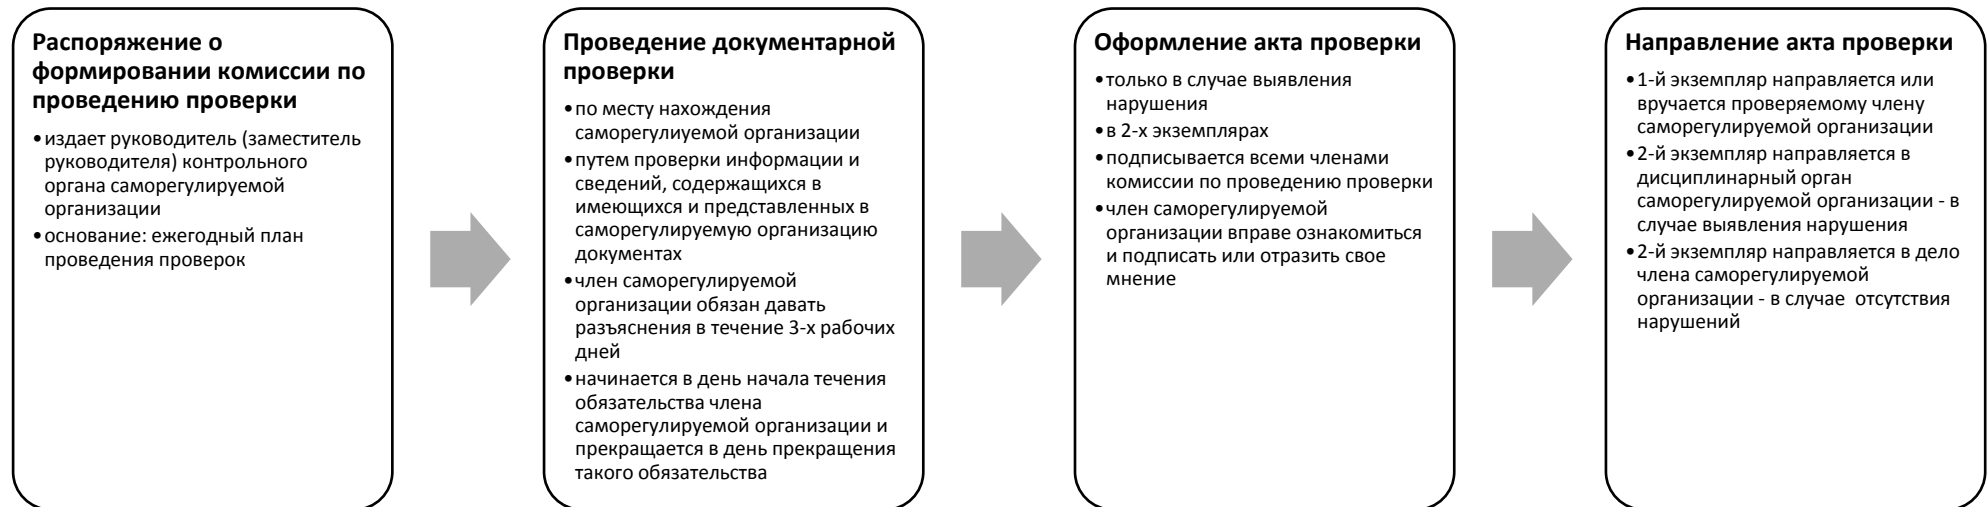 Распоряжение о
формировании комиссии по
проведению проверки
•издает руководитель (заместитель
руководителя) контрольного
органа саморегулируемой
организации
•основание: ежегодный план
проведения проверок
Проведение документарной
проверки
•по месту нахождения
саморегулиуемой организации
•путем проверки информации и
сведений, содержащихся в
имеющихся и представленных в
саморегулируемую организацию
документах
•член саморегулируемой
организации обязан давать
разъяснения в течение 3-х рабочих
дней
•начинается в день начала течения
обязательства члена
саморегулируемой организации и
прекращается в день прекращения
такого обязательства
Оформление акта проверки
•только в случае выявления
нарушения
•в 2-х экземплярах
•подписывается всеми членами
комиссии по проведению проверки
•член саморегулируемой
организации вправе ознакомиться
и подписать или отразить свое
мнение
Направление акта проверки
•1-й экземпляр направляется или
вручается проверяемому члену
саморегулируемой организации
•2-й экземпляр направляется в
дисциплинарный орган
саморегулируемой организации - в
случае выявления нарушения
•2-й экземпляр направляется в дело
члена саморегулируемой
организации - в случае  отсутствия
нарушений